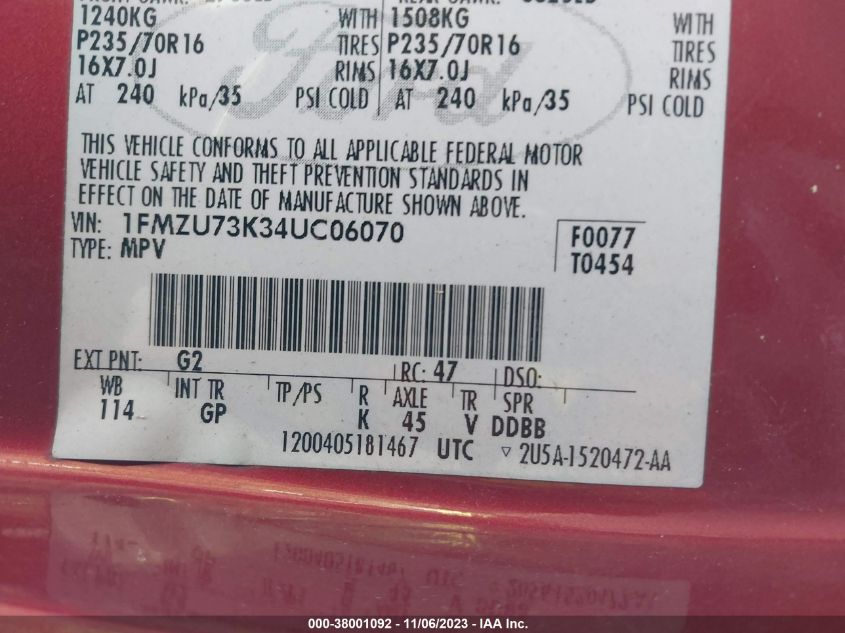 1240KG WITH 1508KG WITH
P235/70R16 TIRES P235/70R16 TIRES
16X7.0J RIMS 16X7.0J RIMS
AT 240 kPa/35 PSI COLD AT 240 kPa/35 PSI COLD
Ford
THIS VEHICLE CONFORMS TO ALL APPLICABLE FEDERAL MOTOR
VEHICLE SAFETY AND THEFT PREVENTION STANDARDS IN
EFFECT ON THE DATE OF MANUFACTURE SHOWN ABOVE.
VIN: 1FMZU73K34UC06070 F0077
TYPE: MPV T0454
EXT PNT: G2 RC: 47 DSO:
WB INT TR TP/PS R AXLE TR SPR
114 GP K 45 V DDBB
1200405181467 UTC ▽ 2U5A-1520472-AA
000-38001092 - 11/06/2023 - IAA Inc.